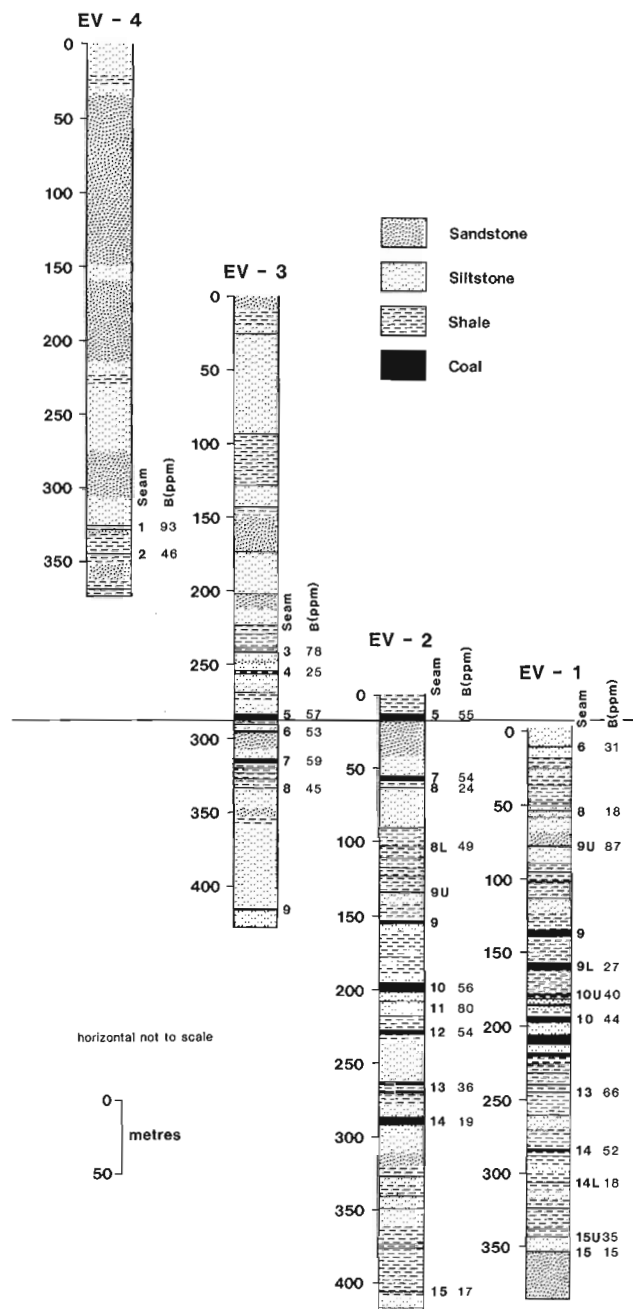 EV - 4
0
50
100
150
200
250
300
350
Seam B(ppm)
1 93
2 46
Sandstone
Siltstone
Shale
Coal
EV - 3
0
50
100
150
200
250
300
350
400
Seam B(ppm)
3 78
4 25
5 57
6 53
7 59
8 45
9
EV - 2
0
50
100
150
200
250
300
350
400
Seam B(ppm)
5 55
7 54
8 24
8L 49
9U
9
10 56
11 80
12 54
13 36
14 19
15 17
EV - 1
0
50
100
150
200
250
300
350
Seam B(ppm)
6 31
8 18
9U 87
9
9L 27
10U 40
10 44
13 66
14 52
14L 18
15U 35
15 15
horizontal not to scale
0
metres
50